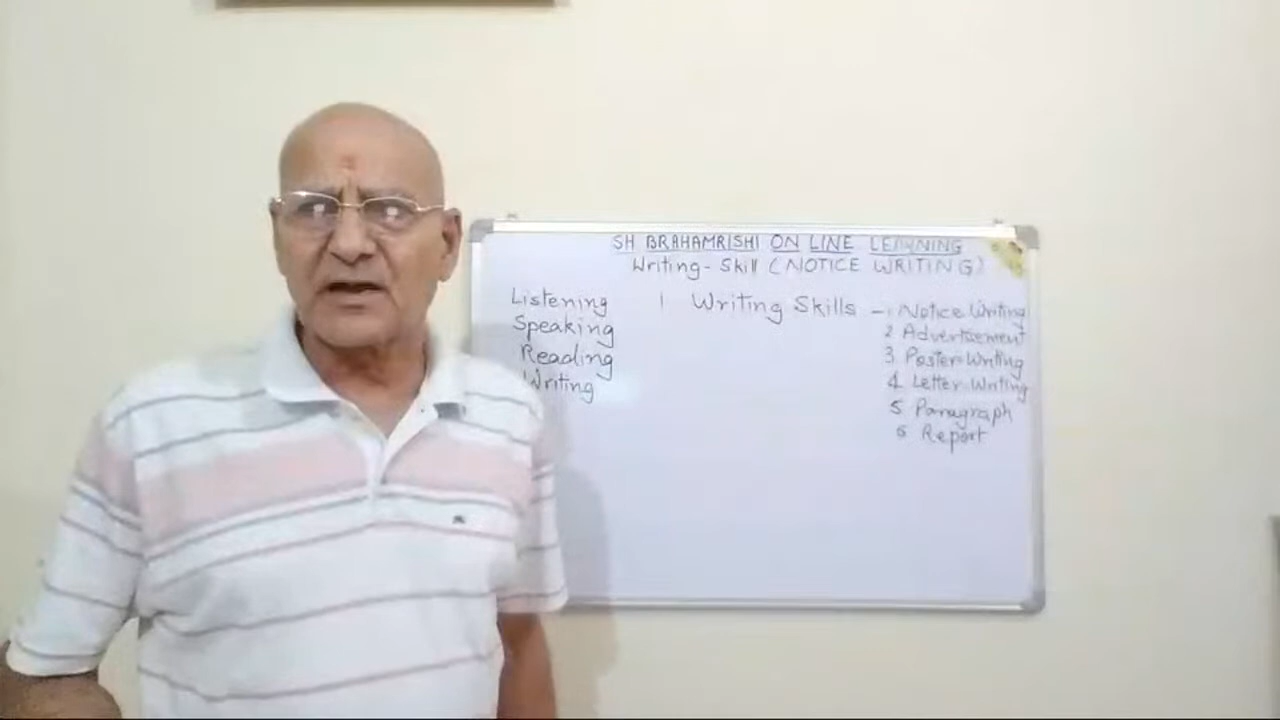 SH BRAHAMRISHI ON LINE LEARNING
Writing-Skill (NOTICE WRITING)
Listening
Speaking
Reading
Writing
1 Writing Skills - 1 Notice Writing
2 Advertisement
3 Poster-Writing
4 Letter-Writing
5 Paragraph
6 Report